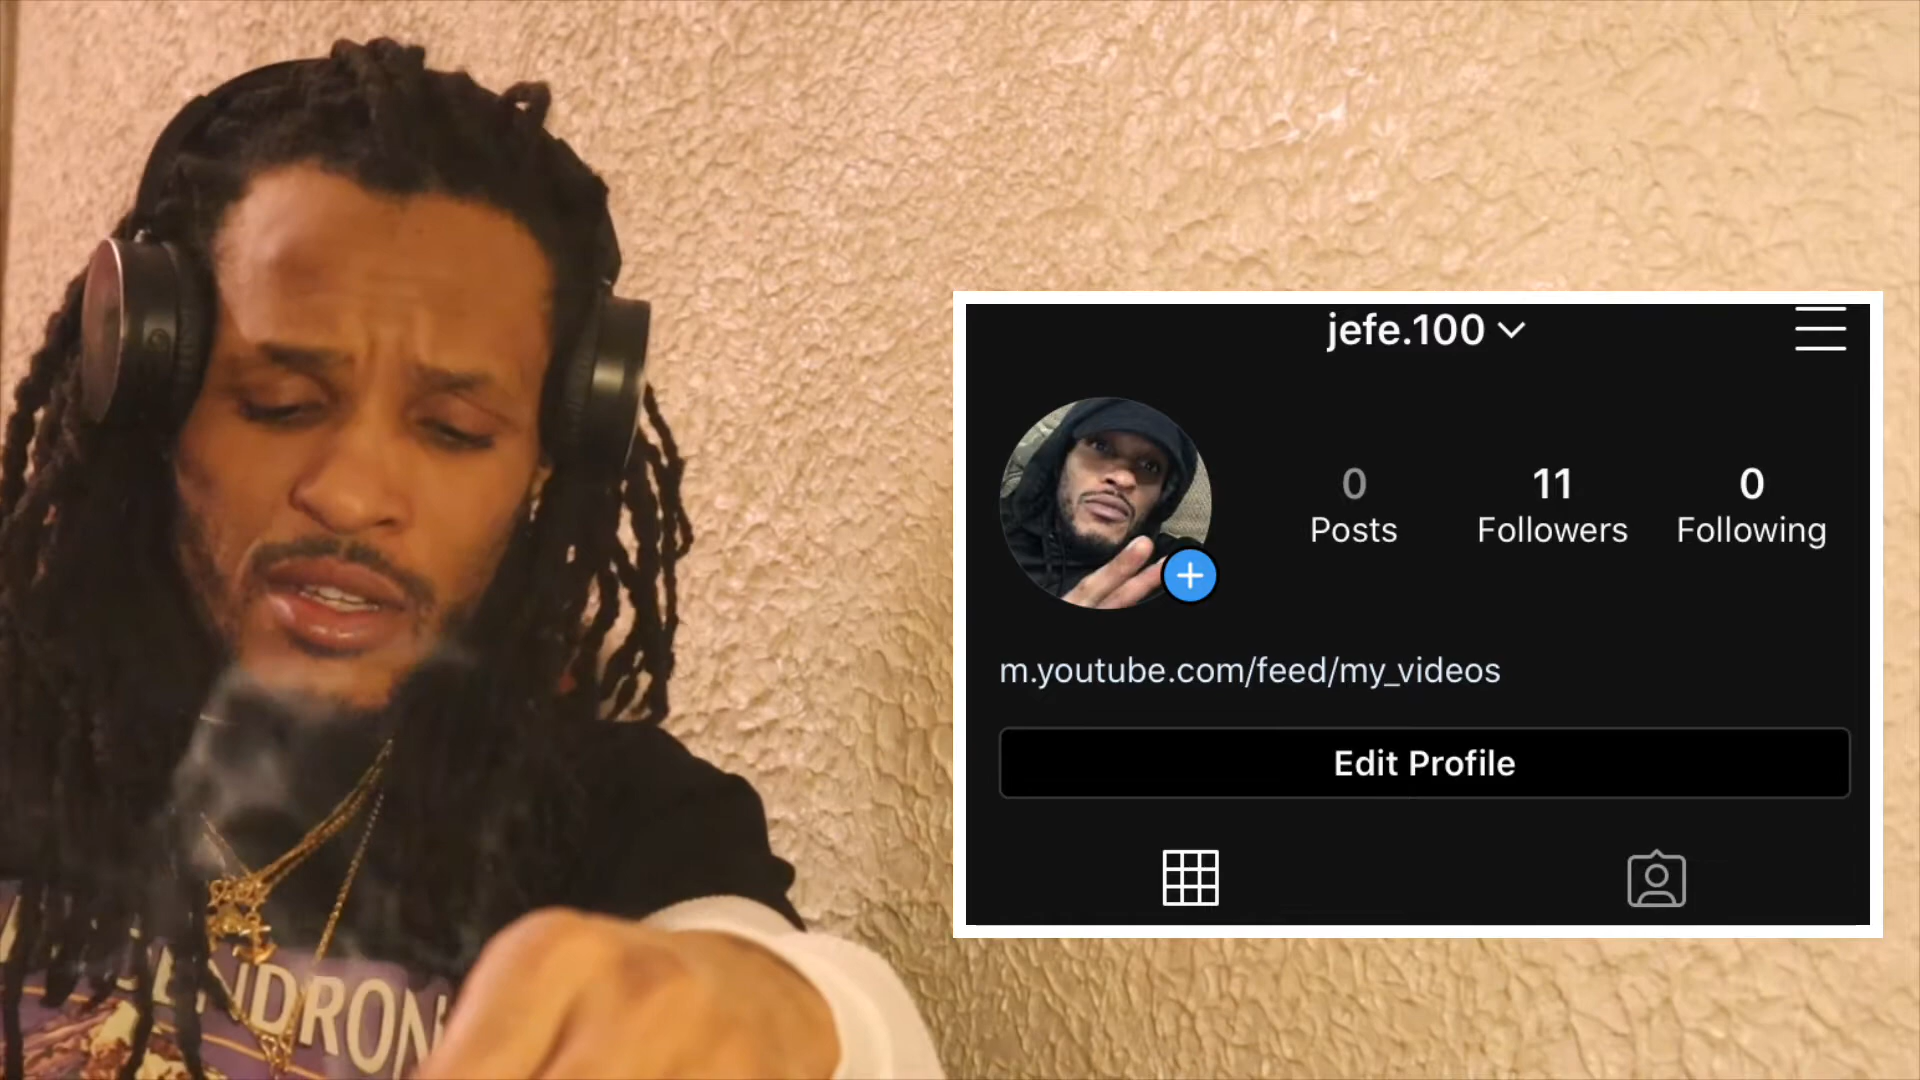 jefe.100
0
Posts
11
Followers
0
Following
m.youtube.com/feed/my_videos
Edit Profile